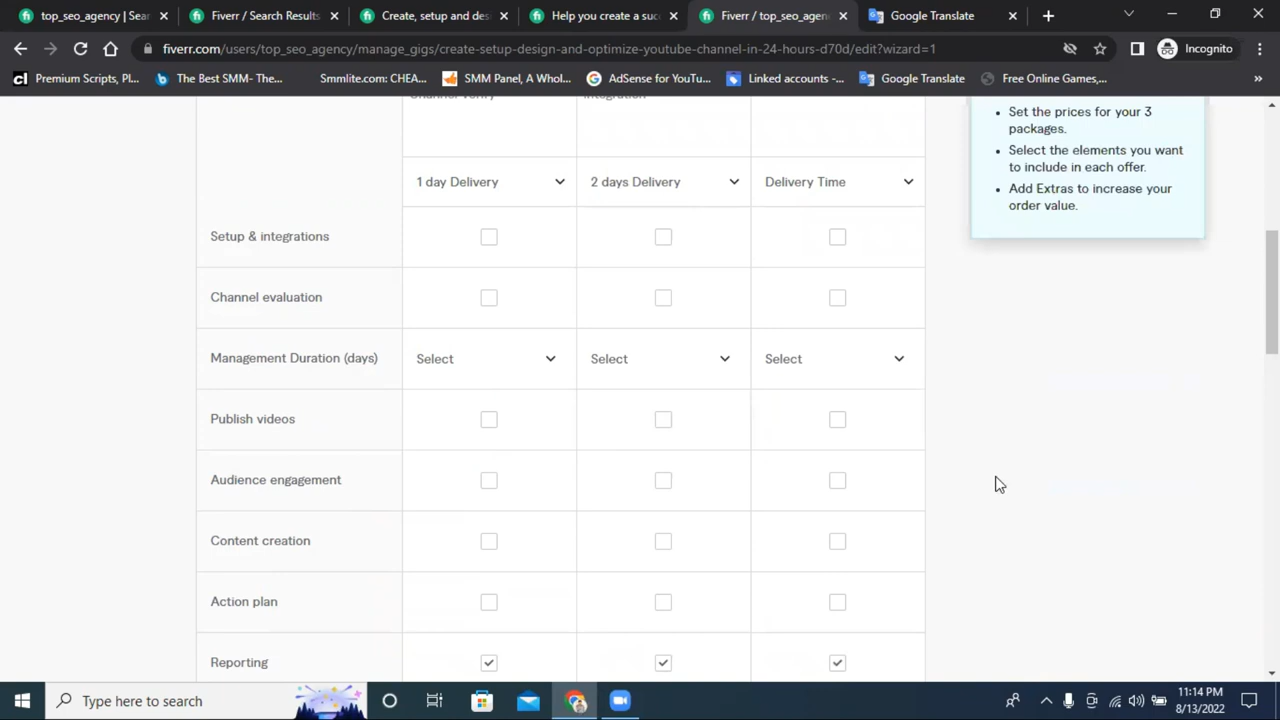 top_seo_agency | Sear
Fiverr / Search Results
Create, setup and des
Help you create a suc
Fiverr / top_seo_agen
Google Translate
fiverr.com/users/top_seo_agency/manage_gigs/create-setup-design-and-optimize-youtube-channel-in-24-hours-d70d/edit?wizard=1
Incognito
Premium Scripts, Pl...
The Best SMM- The...
Smmlite.com: CHEA...
SMM Panel, A Whol...
AdSense for YouTu...
Linked accounts -...
Google Translate
Free Online Games,...
»
Channel verify
integration
Set the prices for your 3
packages.
Select the elements you want
to include in each offer.
Add Extras to increase your
order value.
1 day Delivery
2 days Delivery
Delivery Time
Setup & integrations
Channel evaluation
Management Duration (days)
Select
Select
Select
Publish videos
Audience engagement
Content creation
Action plan
Reporting
Type here to search
11:14 PM
8/13/2022